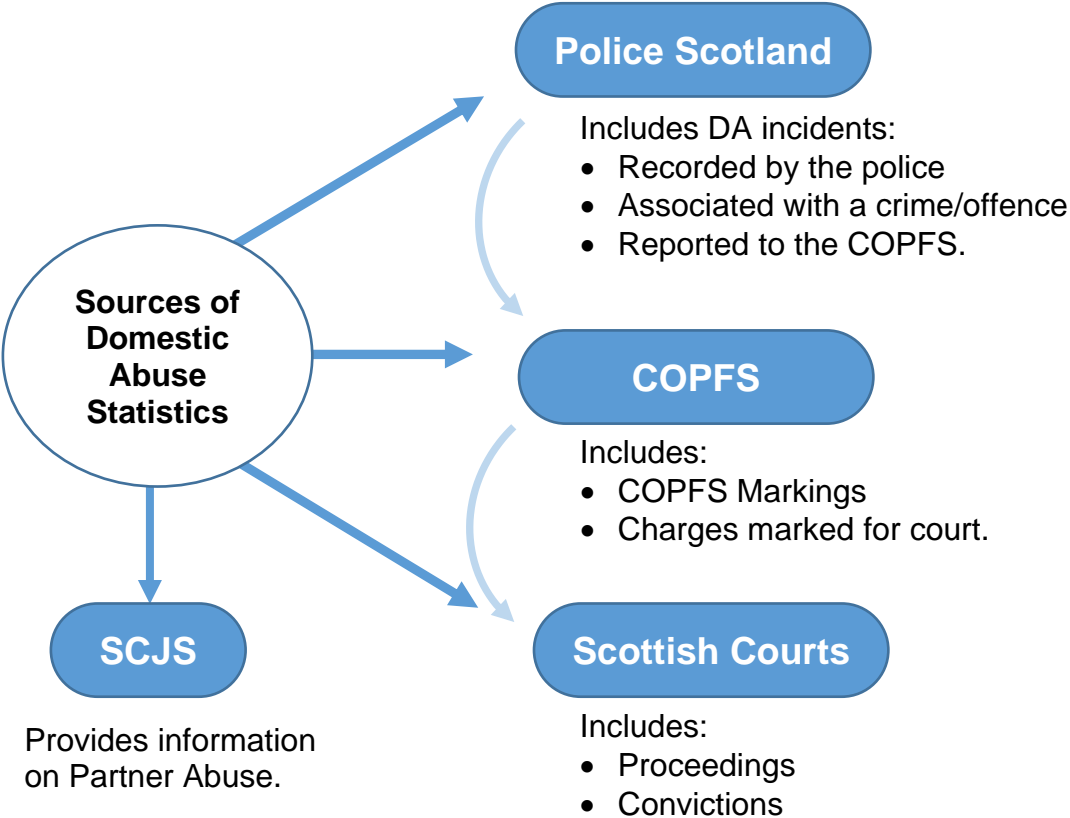 Sources of
Domestic
Abuse
Statistics
Police Scotland
Includes DA incidents:
• Recorded by the police
• Associated with a crime/offence
• Reported to the COPFS.
COPFS
Includes:
• COPFS Markings
• Charges marked for court.
Scottish Courts
Includes:
• Proceedings
• Convictions
SCJS
Provides information
on Partner Abuse.